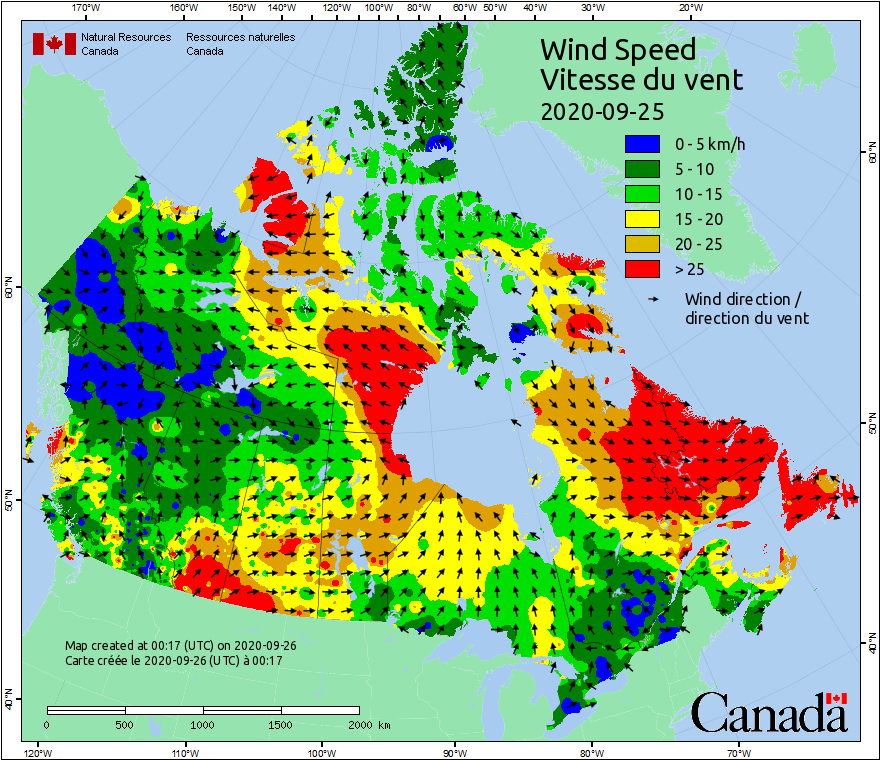 170°W 160°W 150°W 140°W 130°W 120°W 110°W 100°W 90°W 80°W 70°W 60°W 50°W 40°W 30°W 20°W
Natural Resources Canada
Ressources naturelles Canada
Wind Speed
Vitesse du vent
2020-09-25
0 - 5 km/h
5 - 10
10 - 15
15 - 20
20 - 25
> 25
Wind direction /
direction du vent
60°N
50°N
40°N
60°N
50°N
40°N
Map created at 00:17 (UTC) on 2020-09-26
Carte créée le 2020-09-26 (UTC) à 00:17
0 500 1000 1500 2000 km
Canada
120°W 110°W 100°W 90°W 80°W 70°W